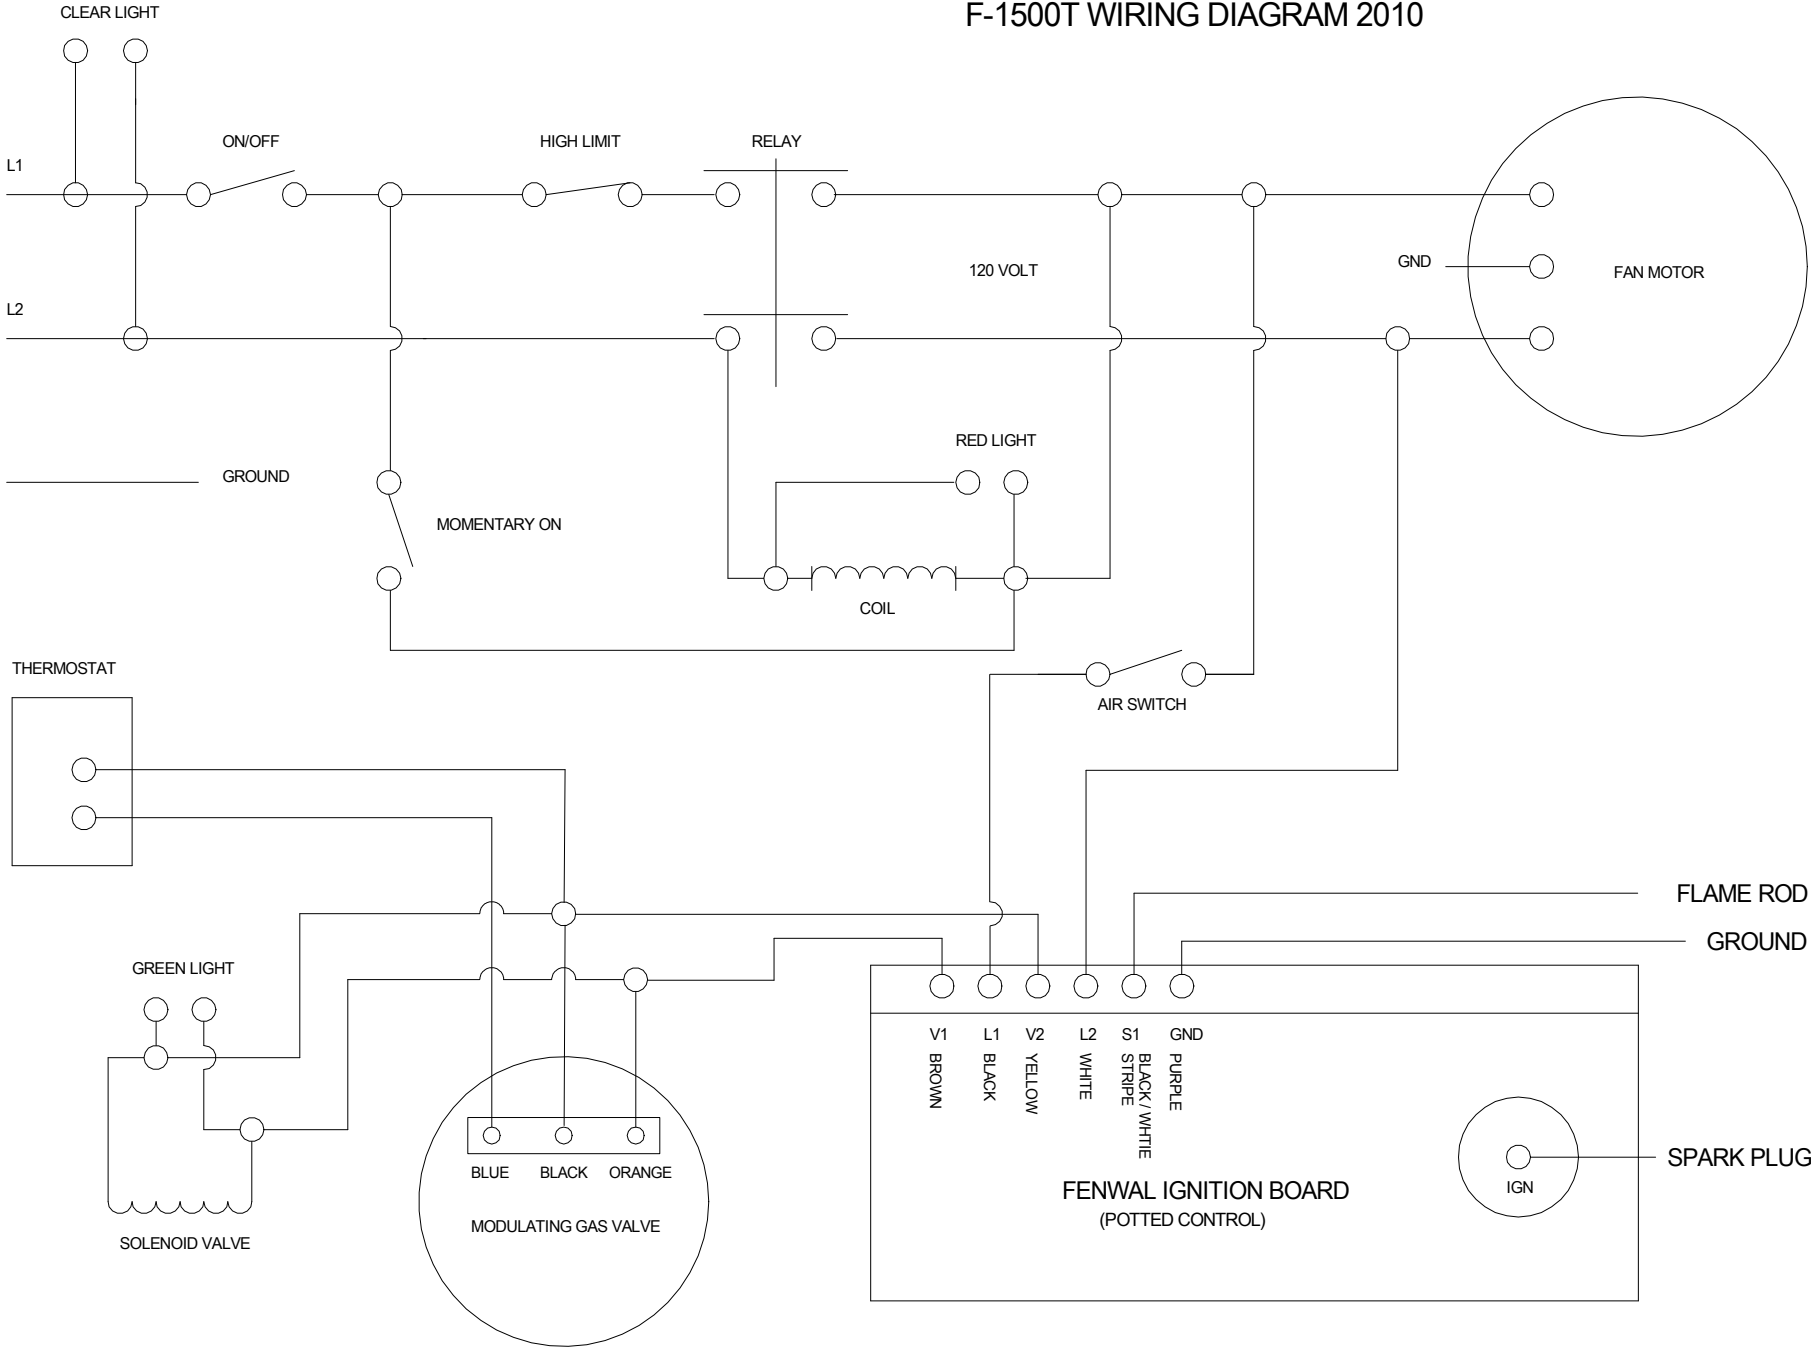 F-1500T WIRING DIAGRAM 2010
CLEAR LIGHT
L1
ON/OFF
HIGH LIMIT
RELAY
L2
120 VOLT
GND
FAN MOTOR
GROUND
MOMENTARY ON
RED LIGHT
COIL
THERMOSTAT
AIR SWITCH
FLAME ROD
GROUND
GREEN LIGHT
V1
L1
V2
L2
S1
GND
BROWN
BLACK
YELLOW
WHITE
BLACK / WHTIE
STRIPE
PURPLE
BLUE
BLACK
ORANGE
MODULATING GAS VALVE
SOLENOID VALVE
FENWAL IGNITION BOARD
(POTTED CONTROL)
IGN
SPARK PLUG